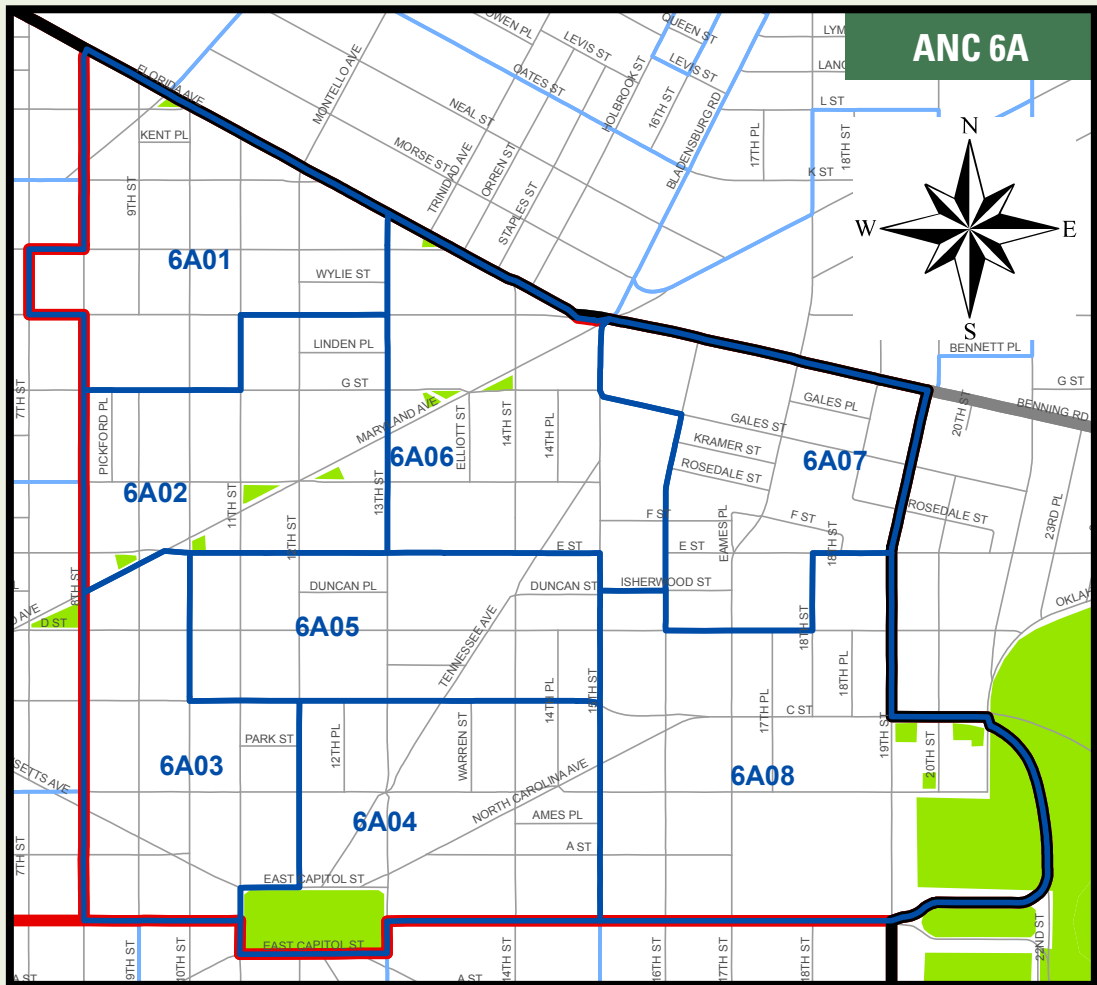 ANC 6A
OWEN PL
QUEEN ST
LYM
LEVIS ST
LEVIS ST
LANG
FLORIDA AVE
MONTELLO AVE
OATES ST
HOLBROOK ST
16TH ST
BLADENSBURG RD
L ST
KENT PL
NEAL ST
17TH PL
18TH ST
N
MORSE ST
TRINIDAD AVE
ORREN ST
K ST
9TH ST
STAPLES ST
W
E
6A01
WYLIE ST
S
LINDEN PL
BENNETT PL
7TH ST
G ST
G ST
PICKFORD PL
MARYLAND AVE
ELLIOTT ST
14TH ST
14TH PL
GALES PL
20TH ST
BENNING RD
GALES ST
KRAMER ST
6A06
6A07
ROSEDALE ST
6A02
11TH ST
13TH ST
ROSEDALE ST
23RD PL
F ST
F ST
12TH ST
E ST
E ST
EAMES PL
18TH ST
8TH ST
DUNCAN PL
DUNCAN ST
ISHERWOOD ST
OKLAH
L
D AVE
D ST
6A05
TENNESSEE AVE
18TH ST
14TH PL
15TH ST
17TH PL
18TH PL
C ST
PARK ST
12TH PL
WARREN ST
19TH ST
20TH ST
SETTS AVE
6A03
6A08
NORTH CAROLINA AVE
6A04
AMES PL
7TH ST
A ST
EAST CAPITOL ST
EAST CAPITOL ST
22ND ST
A ST
9TH ST
10TH ST
A ST
14TH ST
16TH ST
17TH ST
18TH ST